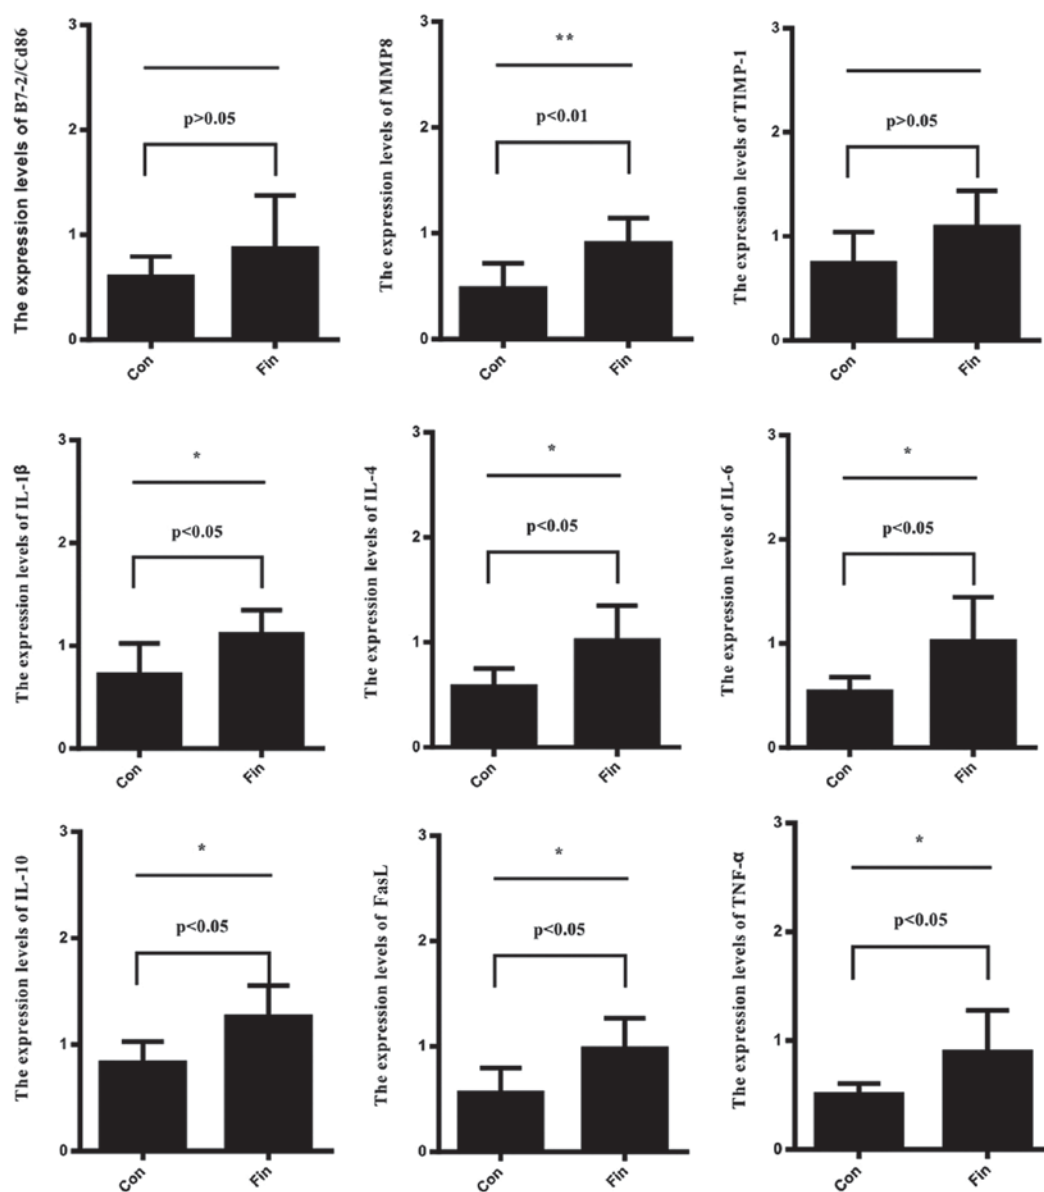 The expression levels of B7-2/Cd86
3
2
1
0
p>0.05
Con
Fin
The expression levels of MMP8
3
2
1
0
**
p<0.01
Con
Fin
The expression levels of TIMP-1
3
2
1
0
p>0.05
Con
Fin
The expression levels of IL-1β
3
2
1
0
*
p<0.05
Con
Fin
The expression levels of IL-4
3
2
1
0
*
p<0.05
Con
Fin
The expression levels of IL-6
3
2
1
0
*
p<0.05
Con
Fin
The expression levels of IL-10
3
2
1
0
*
p<0.05
Con
Fin
The expression levels of FasL
3
2
1
0
*
p<0.05
Con
Fin
The expression levels of TNF-α
3
2
1
0
*
p<0.05
Con
Fin